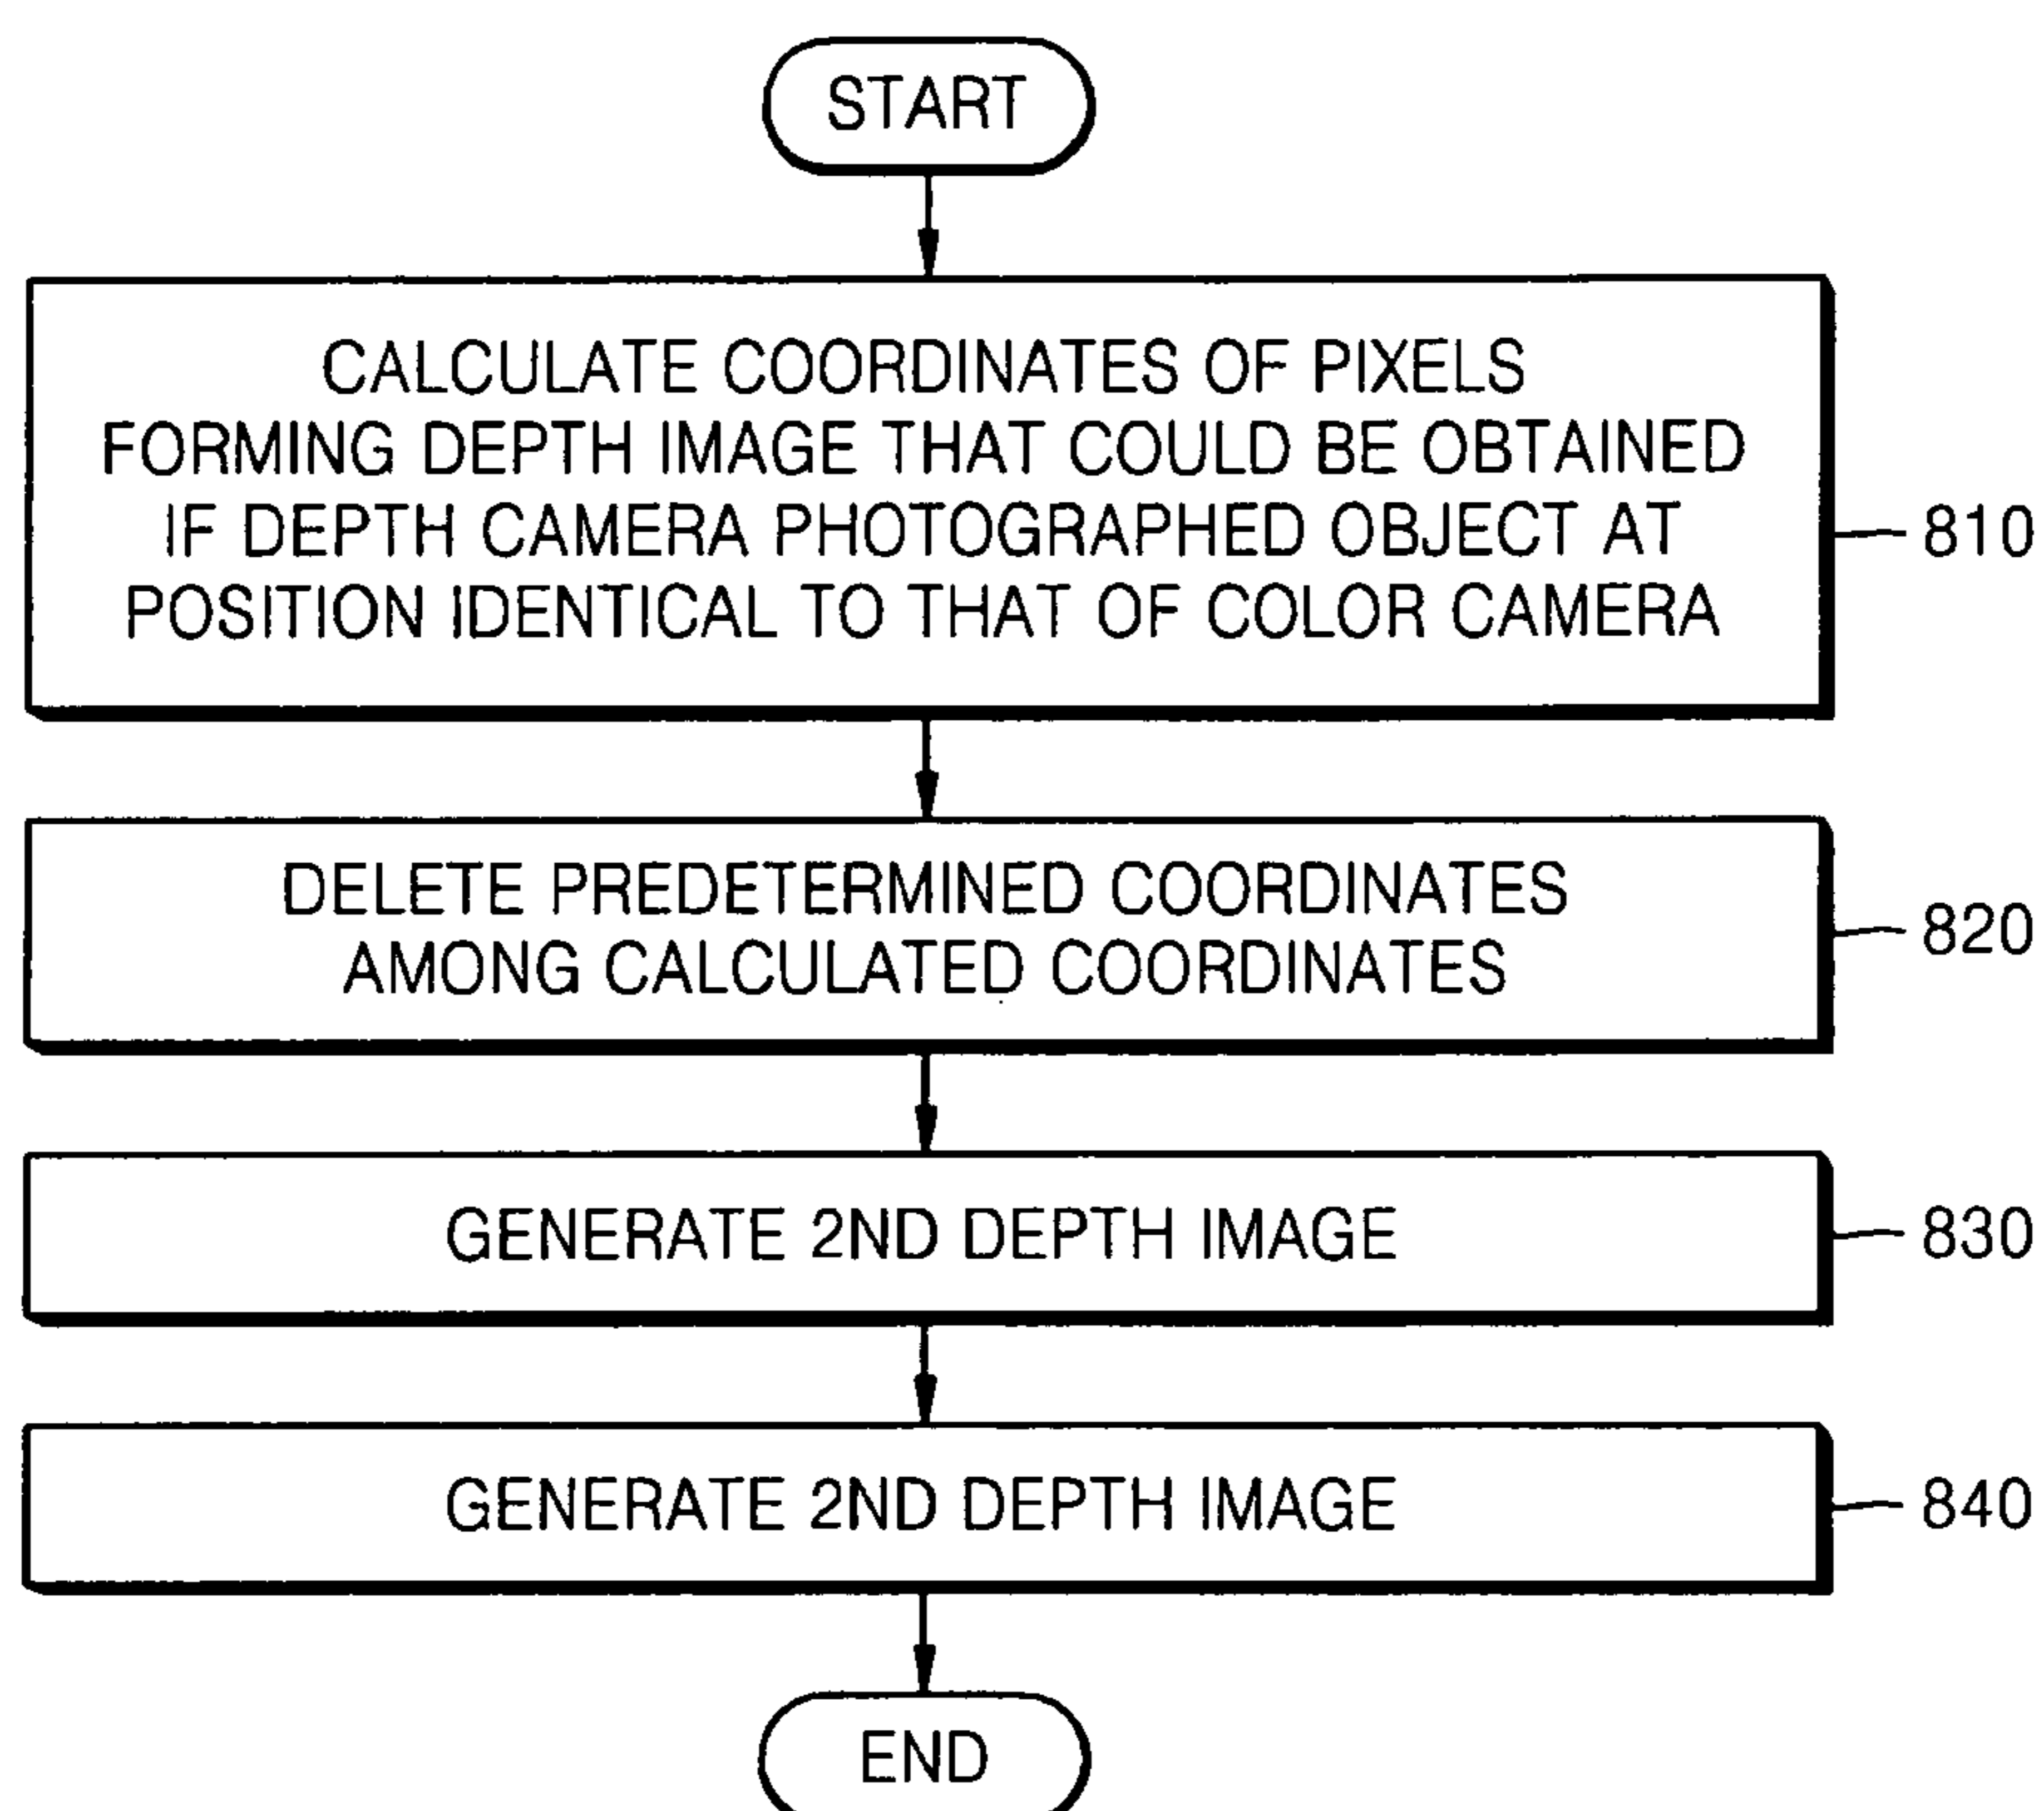 START
CALCULATE COORDINATES OF PIXELS
FORMING DEPTH IMAGE THAT COULD BE OBTAINED
IF DEPTH CAMERA PHOTOGRAPHED OBJECT AT
POSITION IDENTICAL TO THAT OF COLOR CAMERA
810
DELETE PREDETERMINED COORDINATES
AMONG CALCULATED COORDINATES
820
GENERATE 2ND DEPTH IMAGE
830
GENERATE 2ND DEPTH IMAGE
840
END